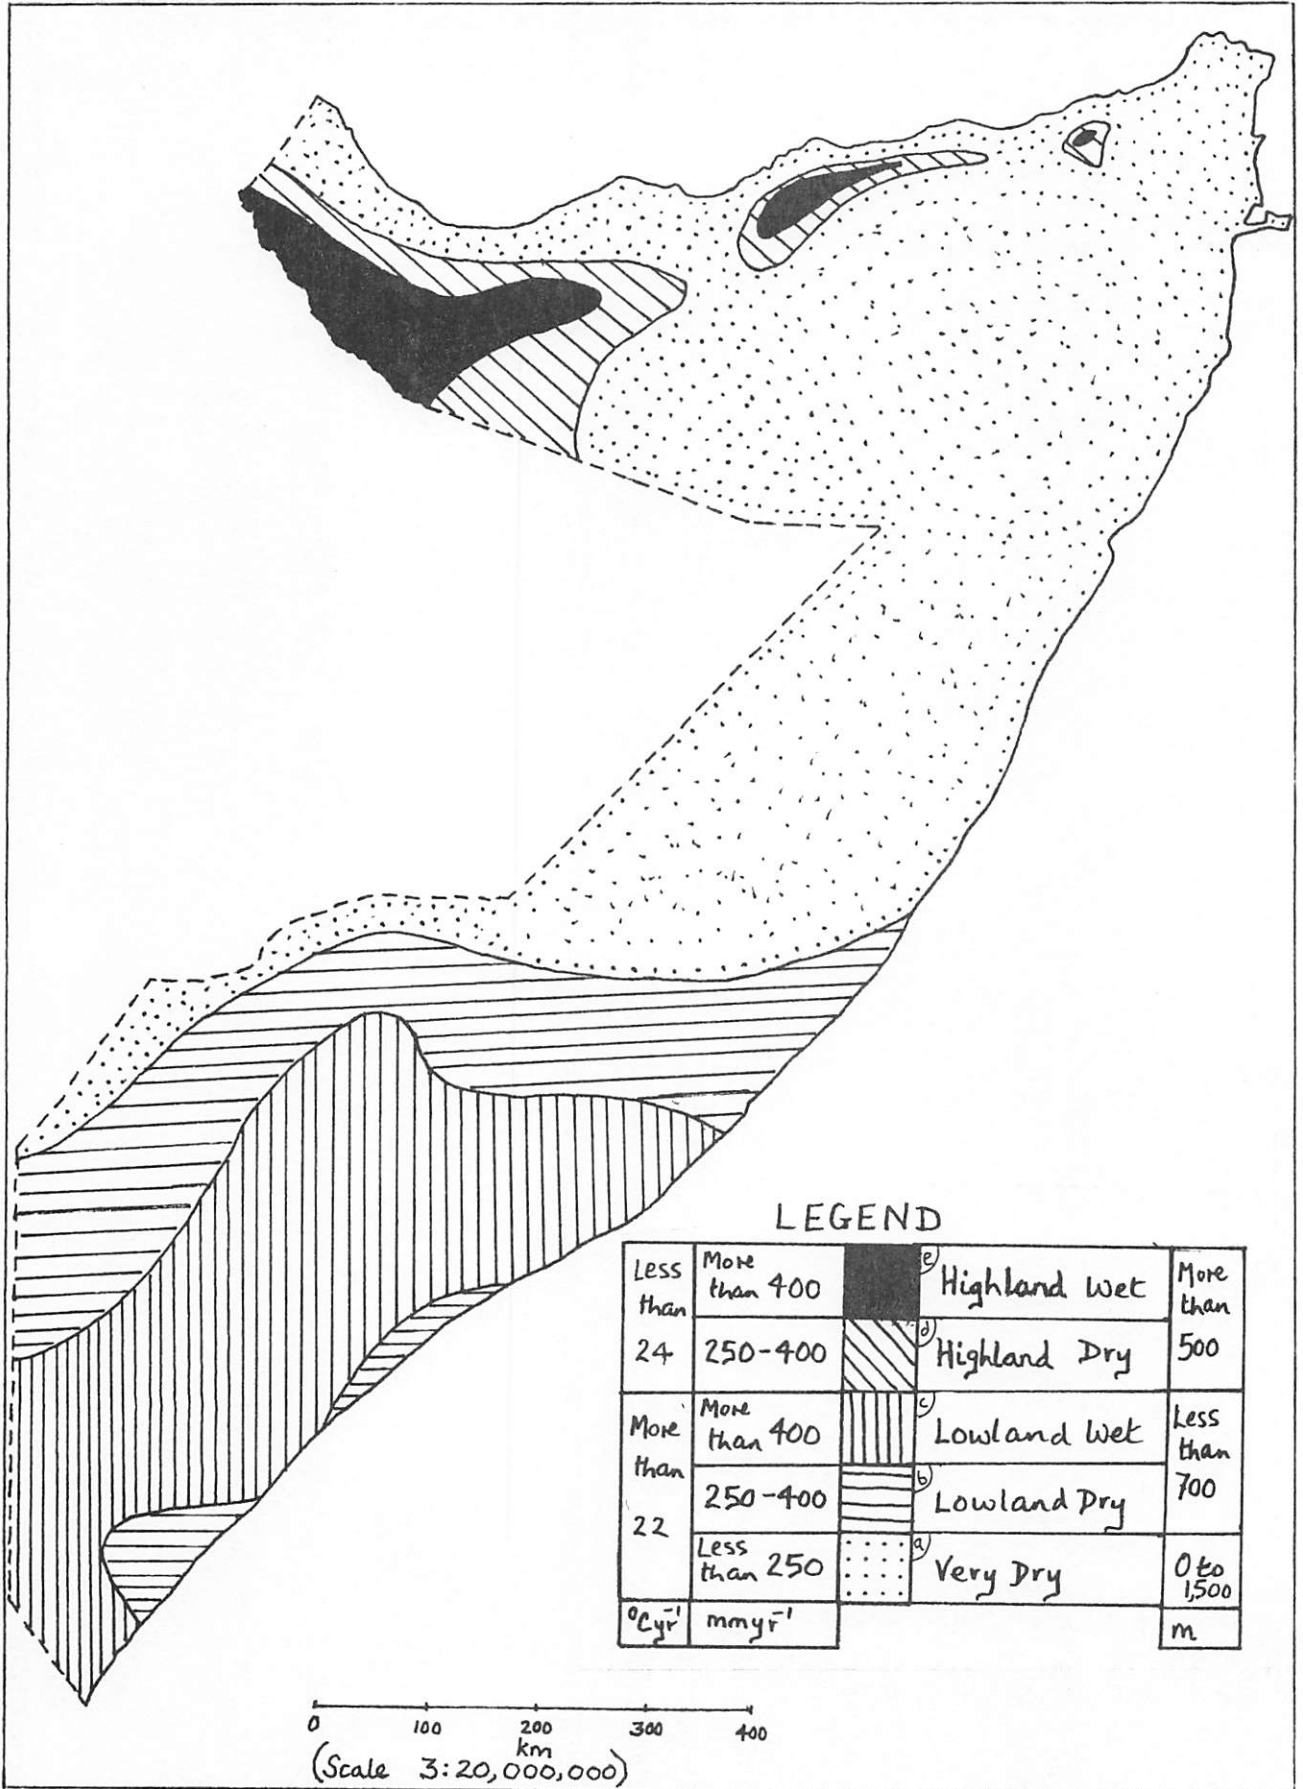 LEGEND
Less than 24
More than 400
e) Highland Wet
More than 500
250-400
d) Highland Dry
More than 22
More than 400
c) Lowland Wet
Less than 700
250-400
b) Lowland Dry
Less than 250
a) Very Dry
0 to 1,500
°Cyr⁻¹
mmyr⁻¹
m
0 100 200 300 400
km
(Scale 3:20,000,000)